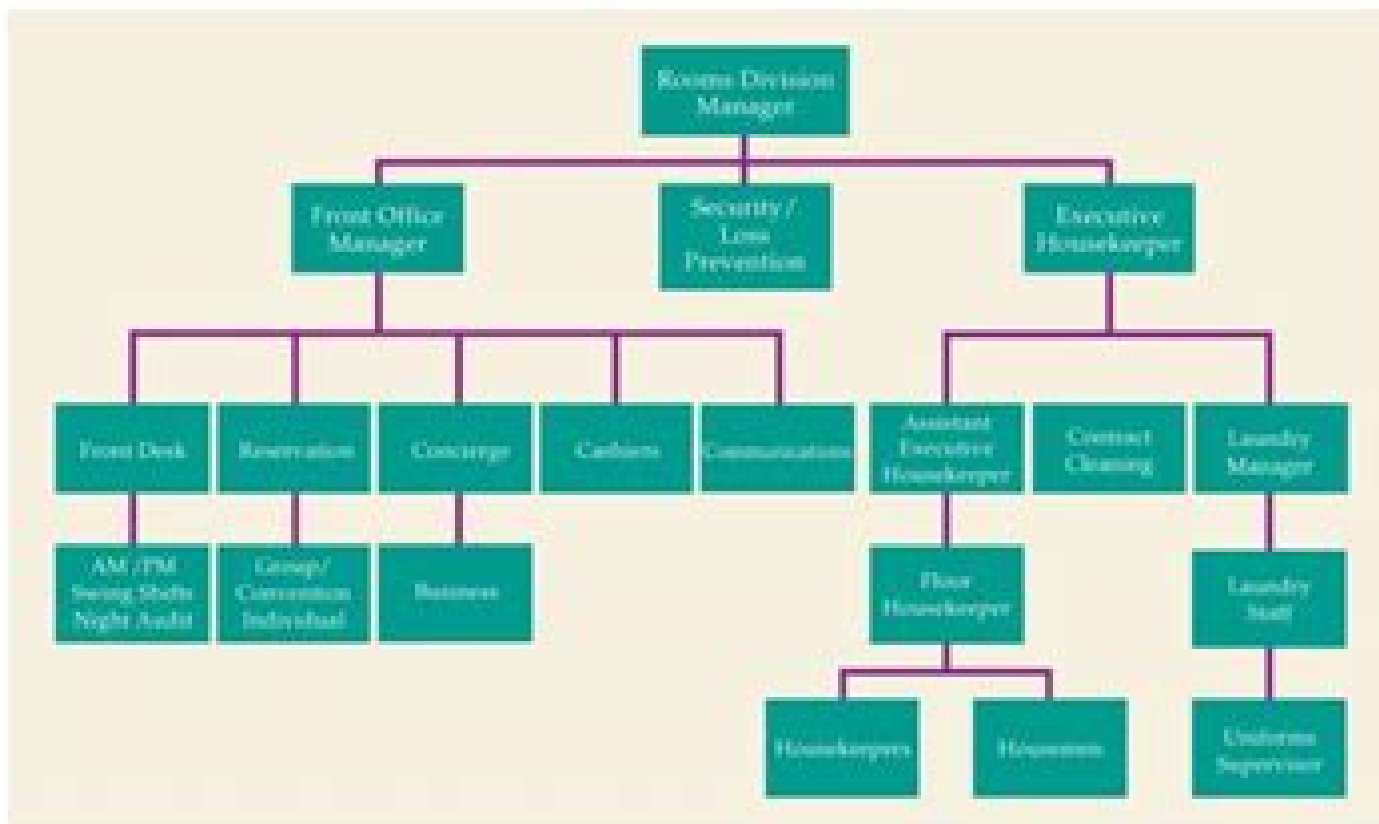 Rooms Division
Manager
Front Office
Manager
Security /
Loss
Prevention
Executive
Housekeeper
Front Desk
Reservation
Concierge
Cashiers
Communications
Assistant
Executive
Housekeeper
Contract
Cleaning
Laundry
Manager
AM /PM
Swing Shifts
Night Audit
Group/
Convention
Individual
Business
Floor
Housekeeper
Laundry
Staff
Housekeepers
Housemen
Uniforms
Supervisor